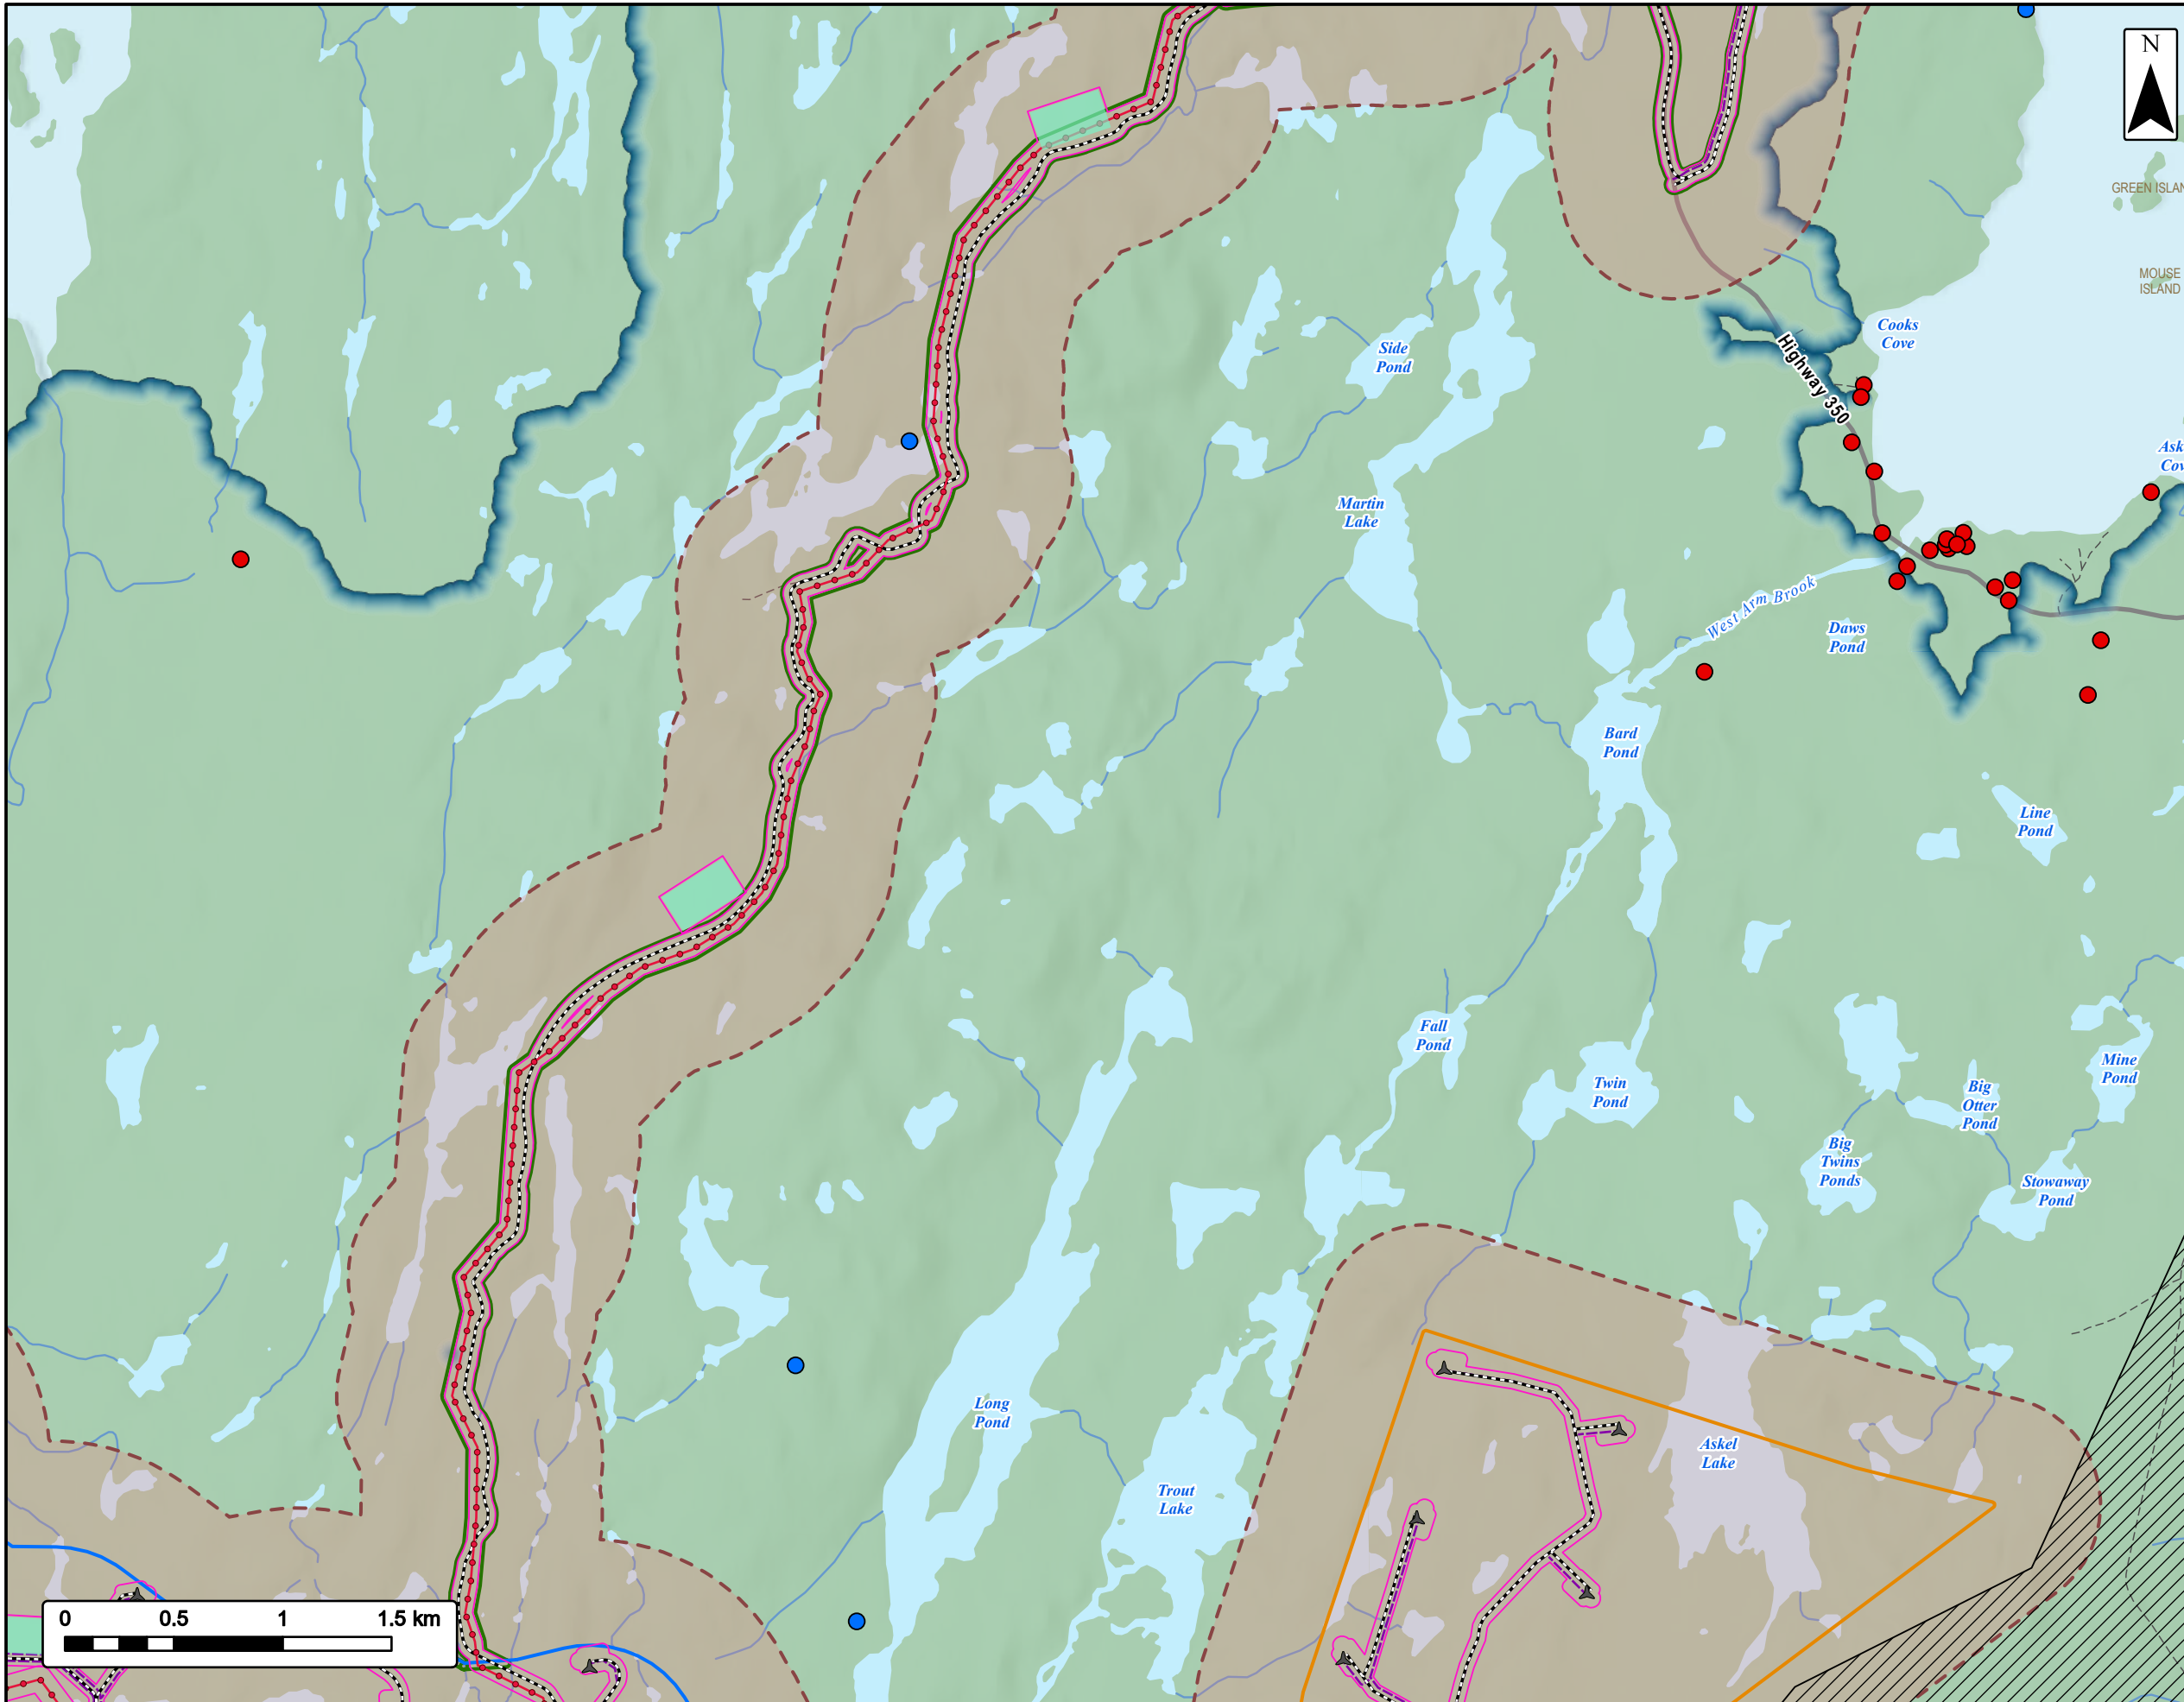 N
GREEN ISLAN
MOUSE
ISLAND
Cooks
Cove
Side
Pond
Highway 350
Ask
Cov
Martin
Lake
West Arm Brook
Daws
Pond
Bard
Pond
Line
Pond
Fall
Pond
Twin
Pond
Mine
Pond
Big
Otter
Pond
Big
Twins
Ponds
Stowaway
Pond
Long
Pond
Askel
Lake
Trout
Lake
0 0.5 1 1.5 km